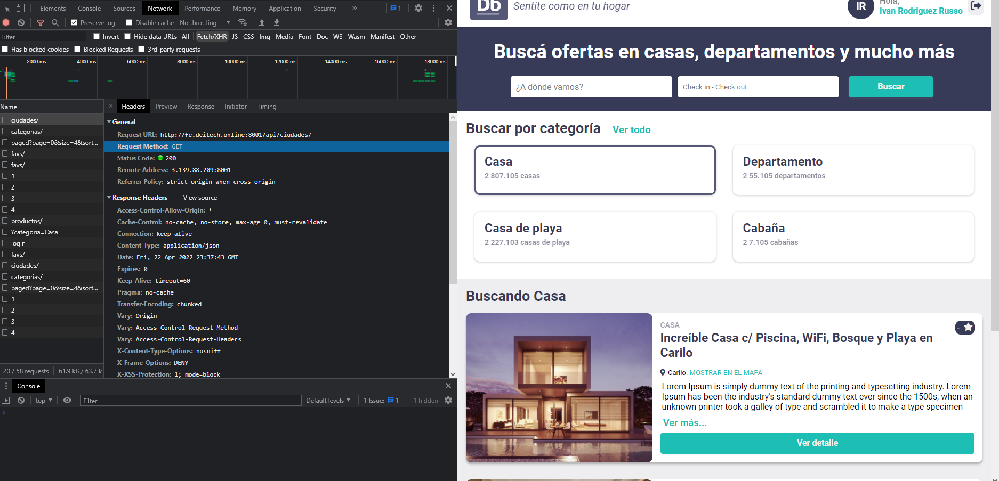 Elements Console Sources Network Performance Memory Application Security » 1
Preserve log Disable cache No throttling
Filter Invert Hide data URLs All Fetch/XHR JS CSS Img Media Font Doc WS Wasm Manifest Other
Has blocked cookies Blocked Requests 3rd-party requests
2000 ms 4000 ms 6000 ms 8000 ms 10000 ms 12000 ms 14000 ms 16000 ms 18000 ms
Name
ciudades/
categorias/
paged?page=0&size=4&sort...
favs/
favs/
1
2
3
4
productos/
?categoria=Casa
login
favs/
ciudades/
categorias/
paged?page=0&size=4&sort...
1
2
3
4
20 / 58 requests 61.9 kB / 63.7 k
× Headers Preview Response Initiator Timing
General
Request URL: http://fe.deitech.online:8001/api/ciudades/
Request Method: GET
Status Code: 200
Remote Address: 3.139.88.209:8001
Referrer Policy: strict-origin-when-cross-origin
Response Headers View source
Access-Control-Allow-Origin: *
Cache-Control: no-cache, no-store, max-age=0, must-revalidate
Connection: keep-alive
Content-Type: application/json
Date: Fri, 22 Apr 2022 23:37:43 GMT
Expires: 0
Keep-Alive: timeout=60
Pragma: no-cache
Transfer-Encoding: chunked
Vary: Origin
Vary: Access-Control-Request-Method
Vary: Access-Control-Request-Headers
X-Content-Type-Options: nosniff
X-Frame-Options: DENY
X-XSS-Protection: 1; mode=block
Console
top Filter Default levels 1 Issue: 1 1 hidden
Db Sentite como en tu hogar
IR Hola,
Ivan Rodriguez Russo
Buscá ofertas en casas, departamentos y mucho más
¿A dónde vamos? Check in - Check out Buscar
Buscar por categoría Ver todo
Casa
2 807.105 casas
Departamento
2 55.105 departamentos
Casa de playa
2 227.103 casas de playa
Cabaña
2 7.105 cabañas
Buscando Casa
CASA
-
Increíble Casa c/ Piscina, WiFi, Bosque y Playa en
Carilo
Carilo. MOSTRAR EN EL MAPA
Lorem Ipsum is simply dummy text of the printing and typesetting industry. Lorem
Ipsum has been the industry's standard dummy text ever since the 1500s, when an
unknown printer took a galley of type and scrambled it to make a type specimen
Ver más...
Ver detalle